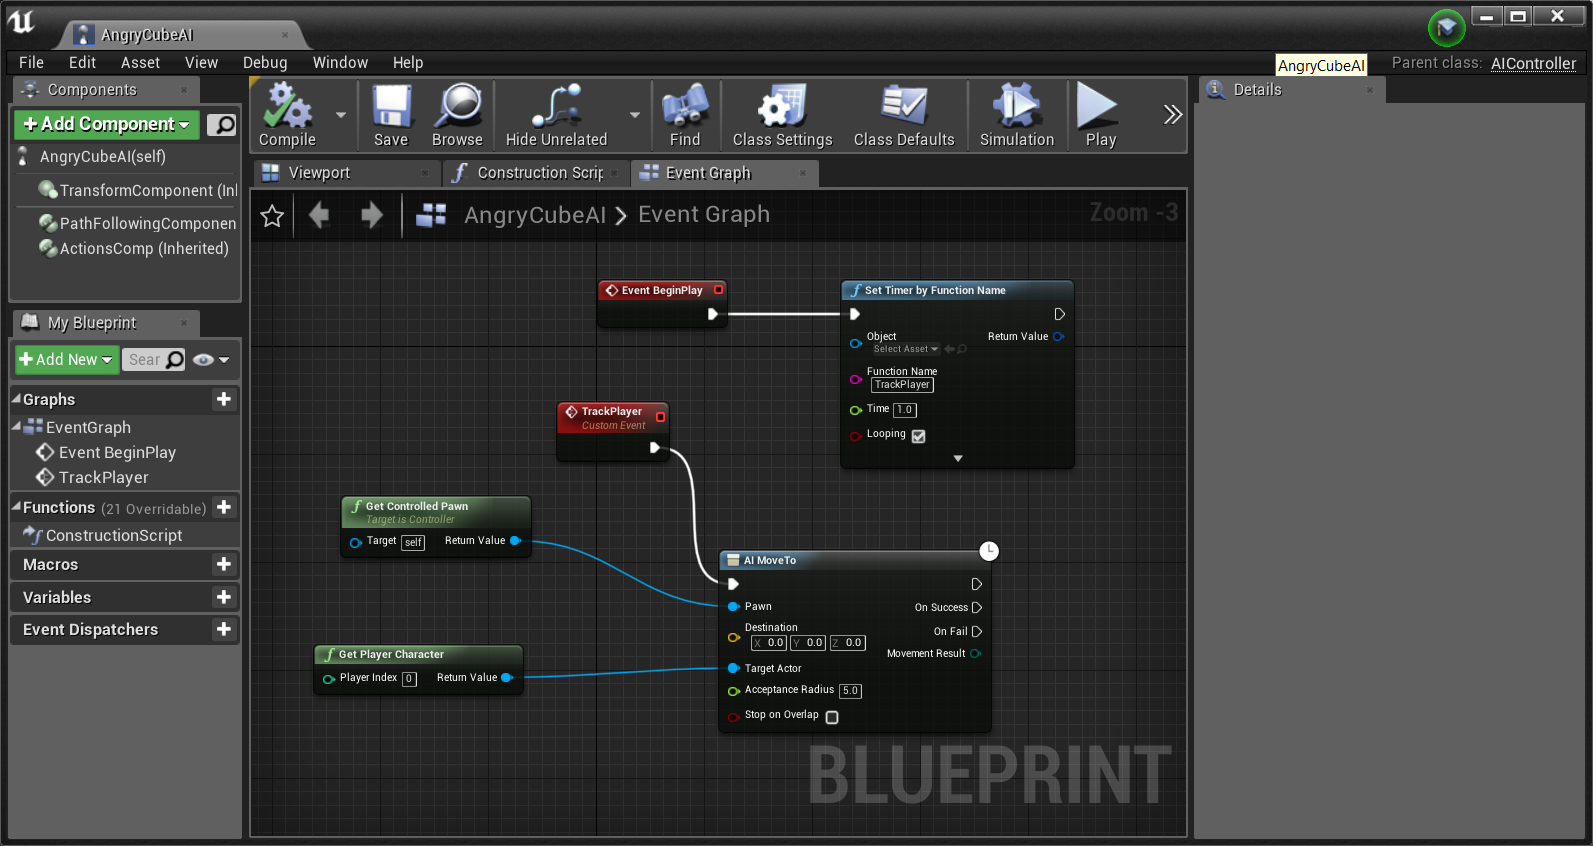 AngryCubeAI
File Edit Asset View Debug Window Help
AngryCubeAI
Parent class: AIController
Components
Add Component
AngryCubeAI(self)
TransformComponent (Inl
PathFollowingComponen
ActionsComp (Inherited)
Compile Save Browse Hide Unrelated Find Class Settings Class Defaults Simulation Play
Viewport Construction Scrip Event Graph
AngryCubeAI > Event Graph
Zoom -3
Details
My Blueprint
Add New Sear
Graphs
EventGraph
Event BeginPlay
TrackPlayer
Functions (21 Overridable)
ConstructionScript
Macros
Variables
Event Dispatchers
Event BeginPlay
Set Timer by Function Name
Object
Select Asset
Return Value
Function Name
TrackPlayer
Time 1.0
Looping
TrackPlayer
Custom Event
Get Controlled Pawn
Target is Controller
Target self Return Value
AI MoveTo
Pawn
On Success
Destination
X 0.0 Y 0.0 Z 0.0
On Fail
Movement Result
Target Actor
Acceptance Radius 5.0
Stop on Overlap
Get Player Character
Player Index 0 Return Value
BLUEPRINT